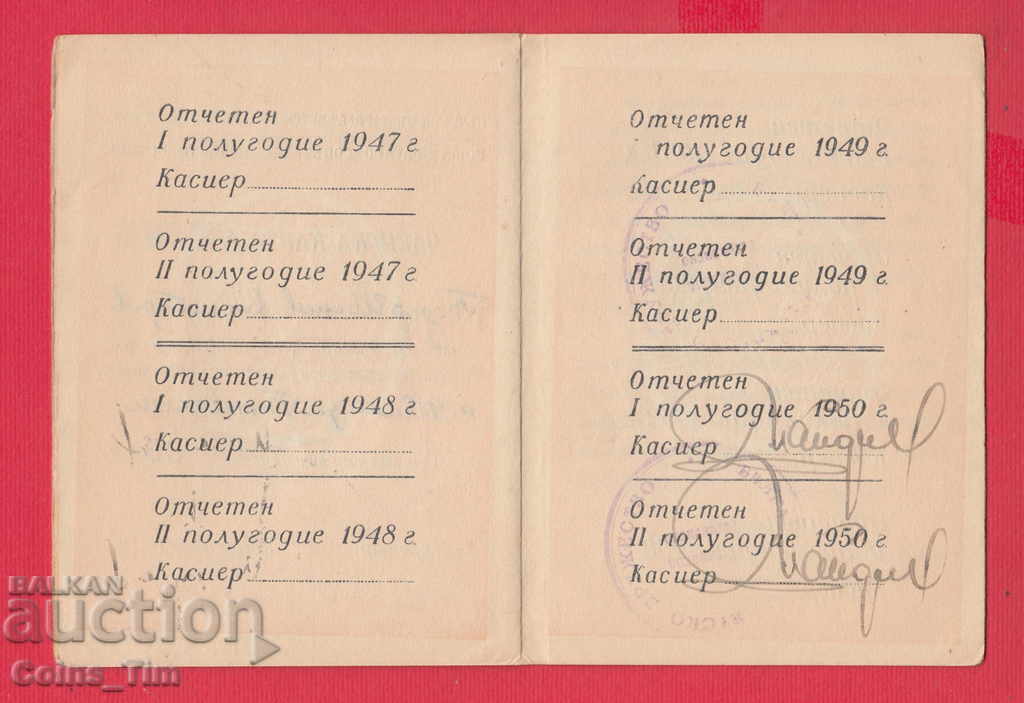 Отчетен
I полугодие 1947 г.
Касиер
Отчетен
II полугодие 1947 г.
Касиер
Отчетен
I полугодие 1948 г.
Касиер
Отчетен
II полугодие 1948 г.
Касиер
Отчетен
полугодие 1949 г.
Касиер
Отчетен
II полугодие 1949 г.
Касиер
Отчетен
I полугодие 1950 г.
Касиер
Отчетен
II полугодие 1950 г.
Касиер
BALKAN
auction
Coins_Tim